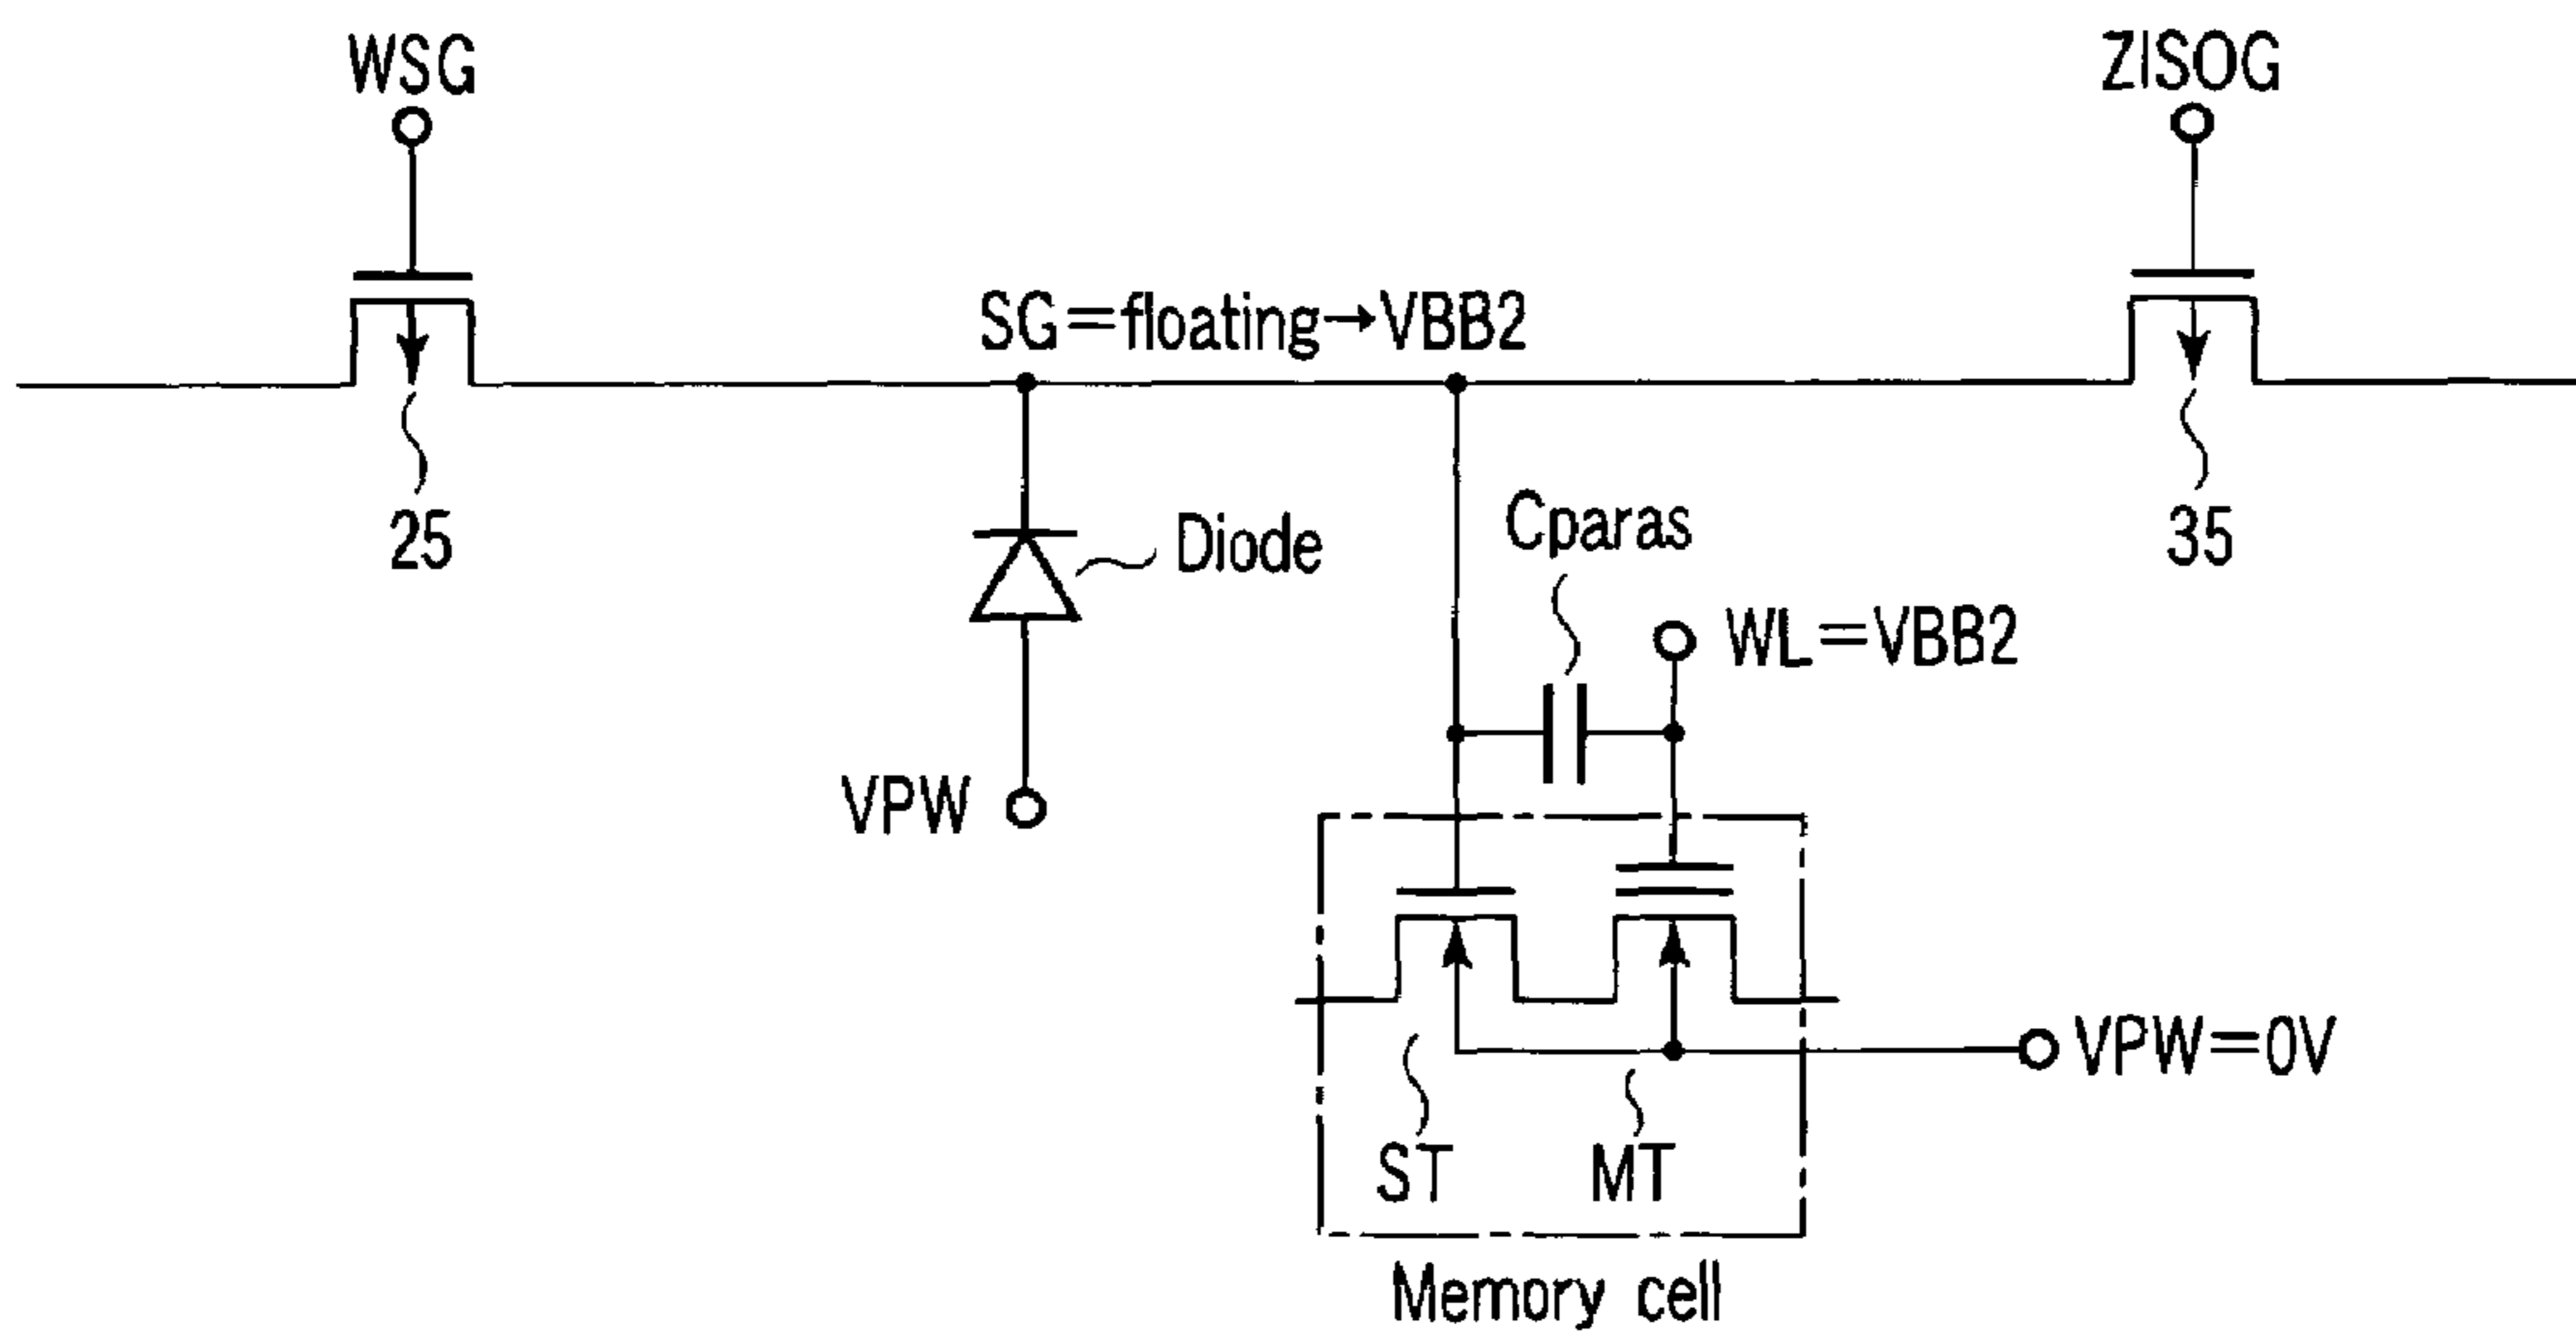 WSG
ZISOG
SG=floating→VBB2
25
Diode
Cparas
35
WL=VBB2
VPW
VPW=0V
ST
MT
Memory cell